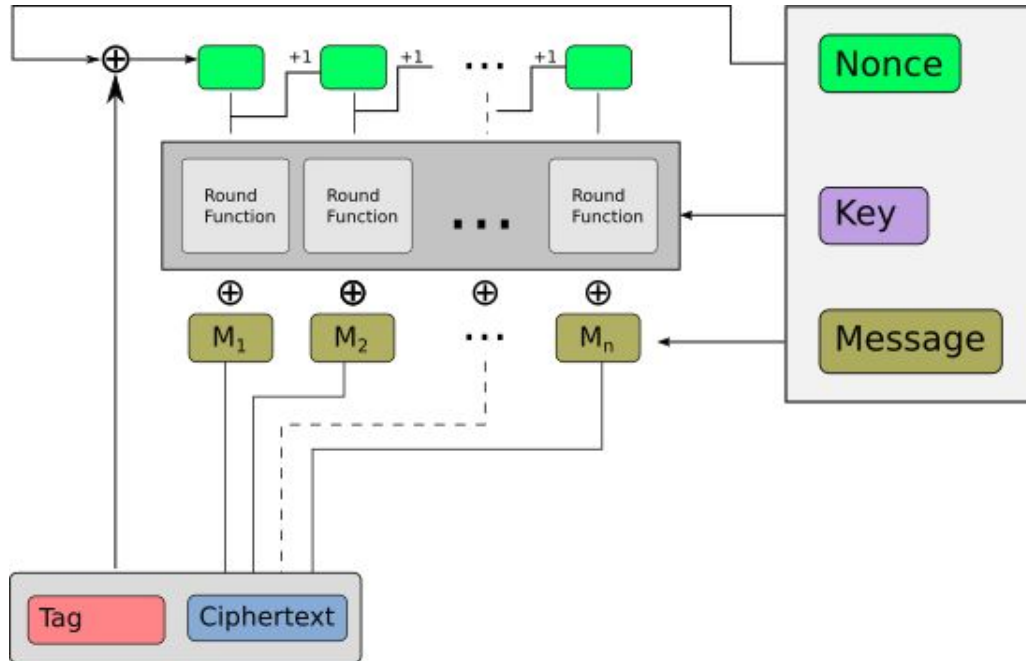 +1
+1
...
+1
Nonce
Round
Function
Round
Function
...
Round
Function
Key
M1
M2
...
Mn
Message
Tag
Ciphertext